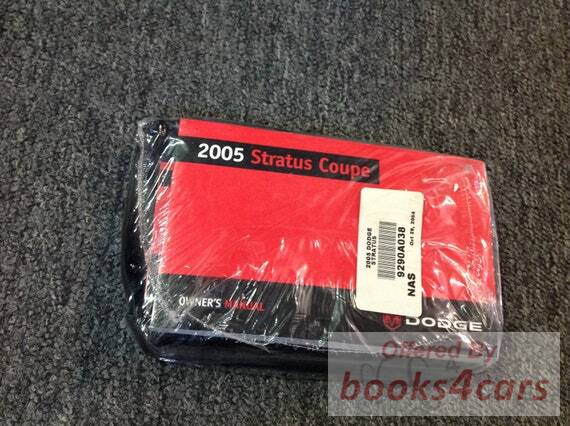 2005 Stratus Coupe
2005 DODGE
STRATUS
9290A038
Oct 29, 2004
NAS
OWNER'S MANUAL
DODGE
Offered By
books4cars